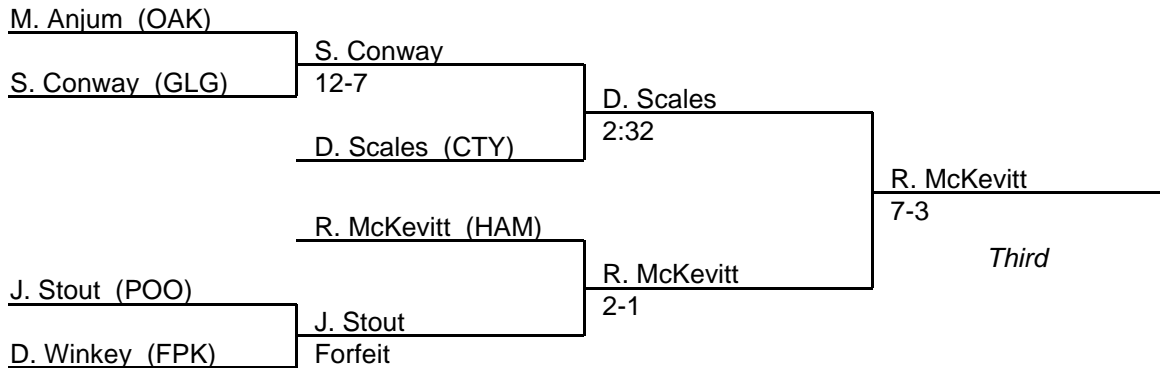 M. Anjum (OAK)
S. Conway
S. Conway (GLG)
12-7
D. Scales
2:32
D. Scales (CTY)
R. McKevitt
7-3
R. McKevitt (HAM)
Third
R. McKevitt
J. Stout (POO)
2-1
J. Stout
D. Winkey (FPK)
Forfeit